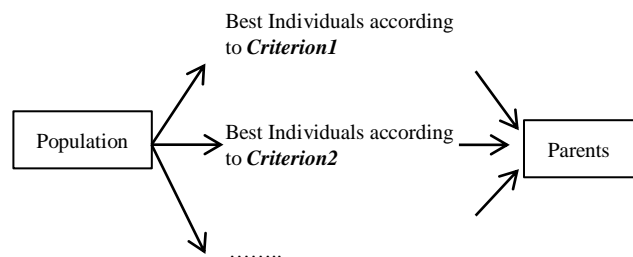 Best Individuals according
to Criterion1
Population
Best Individuals according
to Criterion2
Parents
........